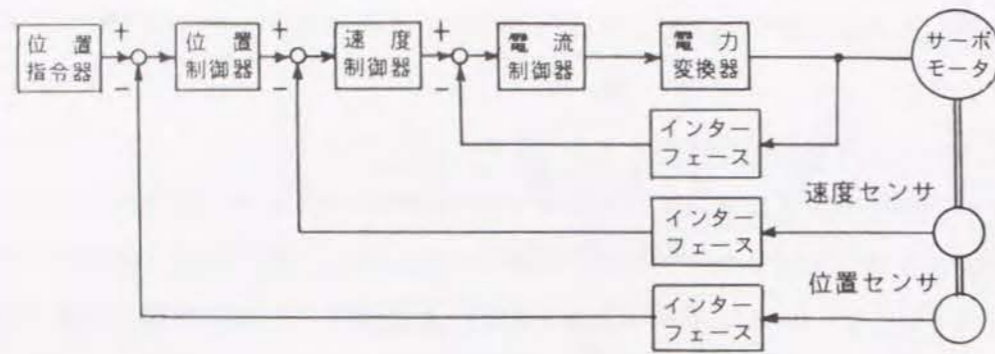 位置
指令器
+
−
位置
制御器
+
−
速度
制御器
+
−
電流
制御器
電力
変換器
サーボ
モータ
インター
フェース
速度センサ
インター
フェース
位置センサ
インター
フェース